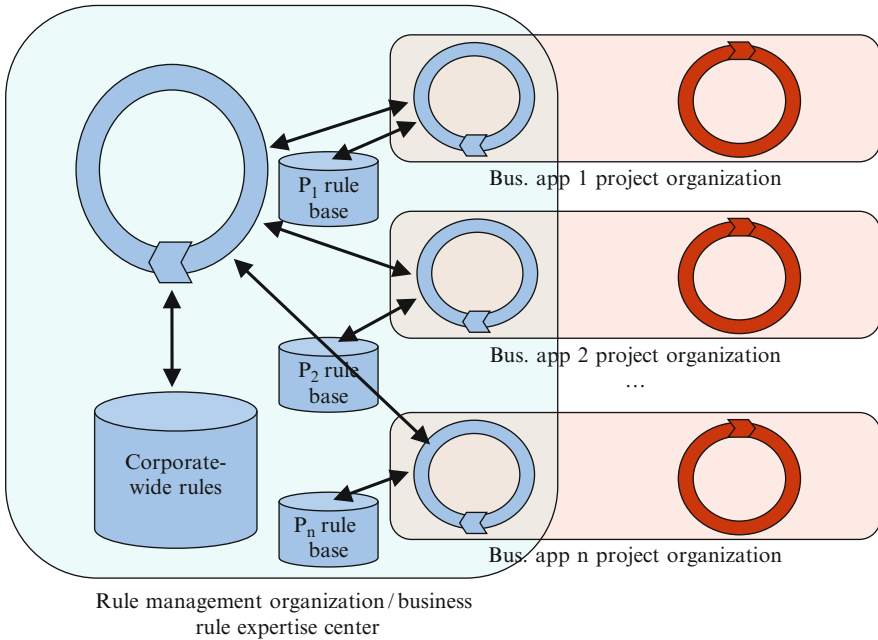 P1 rule
base
Bus. app 1 project organization
P2 rule
base
Bus. app 2 project organization
...
Corporate-
wide rules
Pn rule
base
Bus. app n project organization
Rule management organization/business
rule expertise center